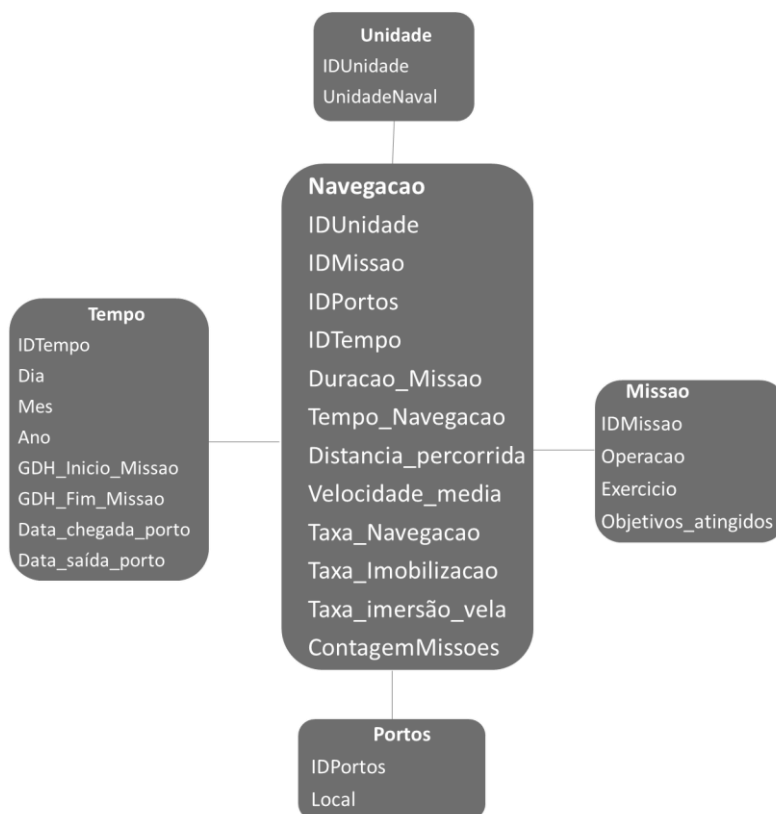 Unidade
IDUnidade
UnidadeNaval
Navegacao
IDUnidade
IDMissao
IDPortos
IDTempo
Duracao_Missao
Tempo_Navegacao
Distancia_percorrida
Velocidade_media
Taxa_Navegacao
Taxa_Imobilizacao
Taxa_imersão_vela
ContagemMissoes
Tempo
IDTempo
Dia
Mes
Ano
GDH_Inicio_Missao
GDH_Fim_Missao
Data_chegada_porto
Data_saída_porto
Missao
IDMissao
Operacao
Exercicio
Objetivos_atingidos
Portos
IDPortos
Local